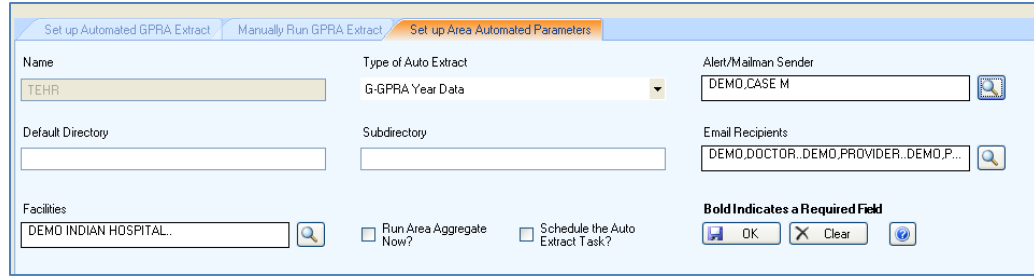 Set up Automated GPRA Extract Manually Run GPRA Extract Set up Area Automated Parameters
Name Type of Auto Extract Alert/Mailman Sender
TEHR G-GPRA Year Data DEMO,CASE M
Default Directory Subdirectory Email Recipients
DEMO,DOCTOR..DEMO,PROVIDER..DEMO,P...
Facilities Bold Indicates a Required Field
DEMO INDIAN HOSPITAL.. Run Area Aggregate Schedule the Auto OK Clear
Now? Extract Task?